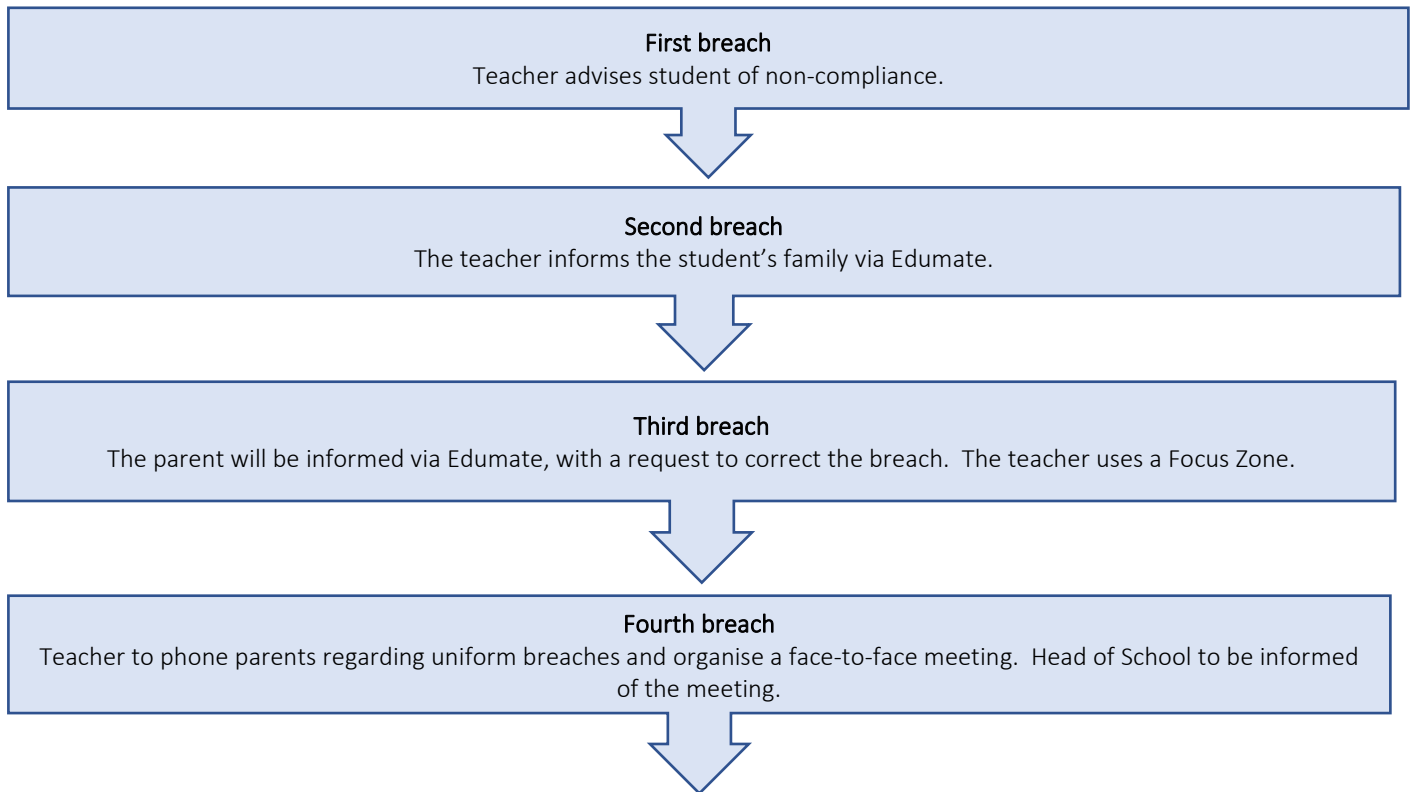 First breach
Teacher advises student of non-compliance.
Second breach
The teacher informs the student’s family via Edumate.
Third breach
The parent will be informed via Edumate, with a request to correct the breach.  The teacher uses a Focus Zone.
Fourth breach
Teacher to phone parents regarding uniform breaches and organise a face-to-face meeting.  Head of School to be informed
of the meeting.